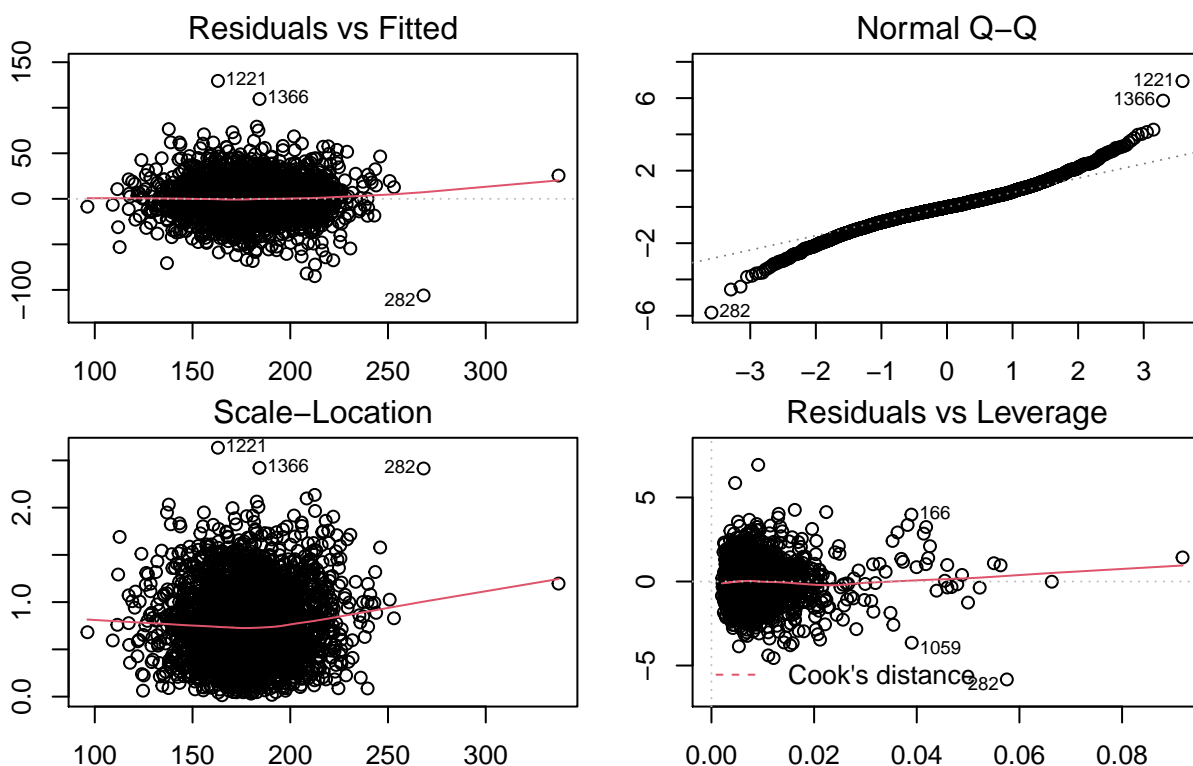 Residuals vs Fitted
150
50
0
-100
1221
1366
282
100 150 200 250 300
Normal Q-Q
6
2
-2
-6
1221
1366
282
-3 -2 -1 0 1 2 3
Scale-Location
2.0
1.0
0.0
1221
1366
282
100 150 200 250 300
Residuals vs Leverage
5
0
-5
166
1059
Cook's distance
282
0.00 0.02 0.04 0.06 0.08